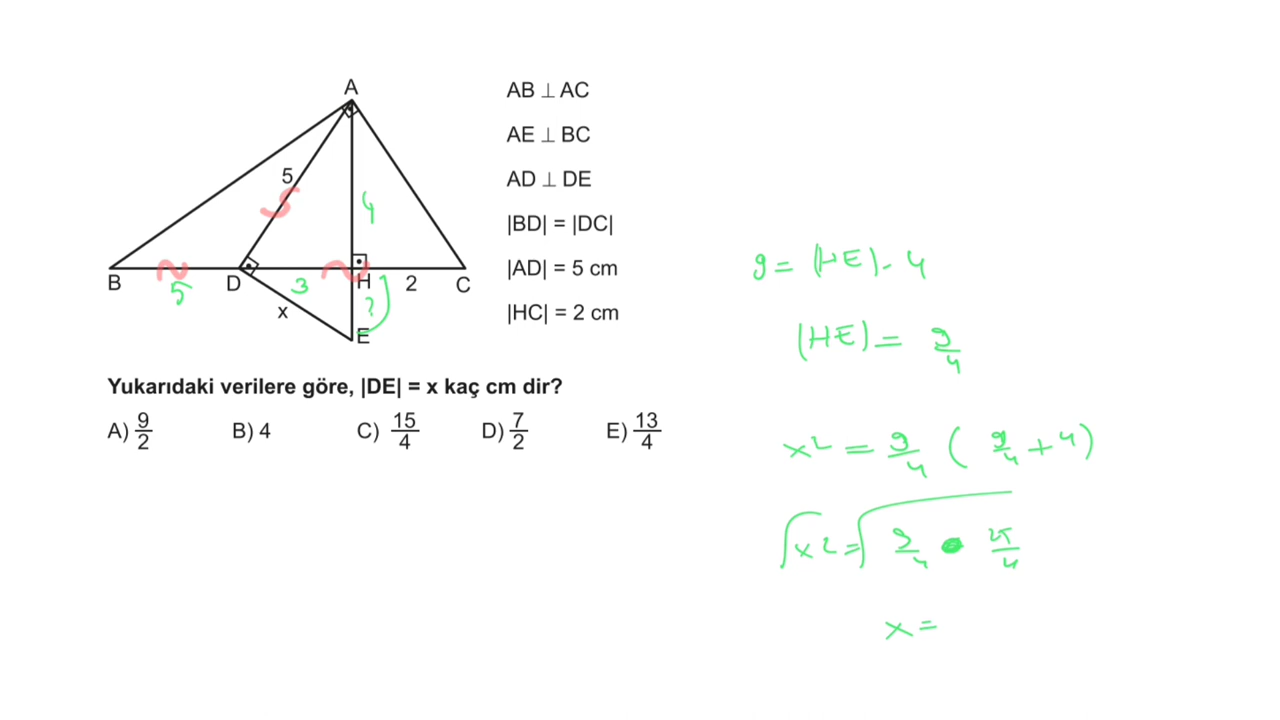 A
5
4
B
D
H
C
5
3
2
x
?
E
AB ⊥ AC
AE ⊥ BC
AD ⊥ DE
|BD| = |DC|
|AD| = 5 cm
|HC| = 2 cm
Yukarıdaki verilere göre, |DE| = x kaç cm dir?
A) 9/2 B) 4 C) 15/4 D) 7/2 E) 13/4
9 = |HE| . 4
|HE| = 9/4
x² = 9/4 ( 9/4 + 4 )
√x² = √ 9/4 . 25/4
x =